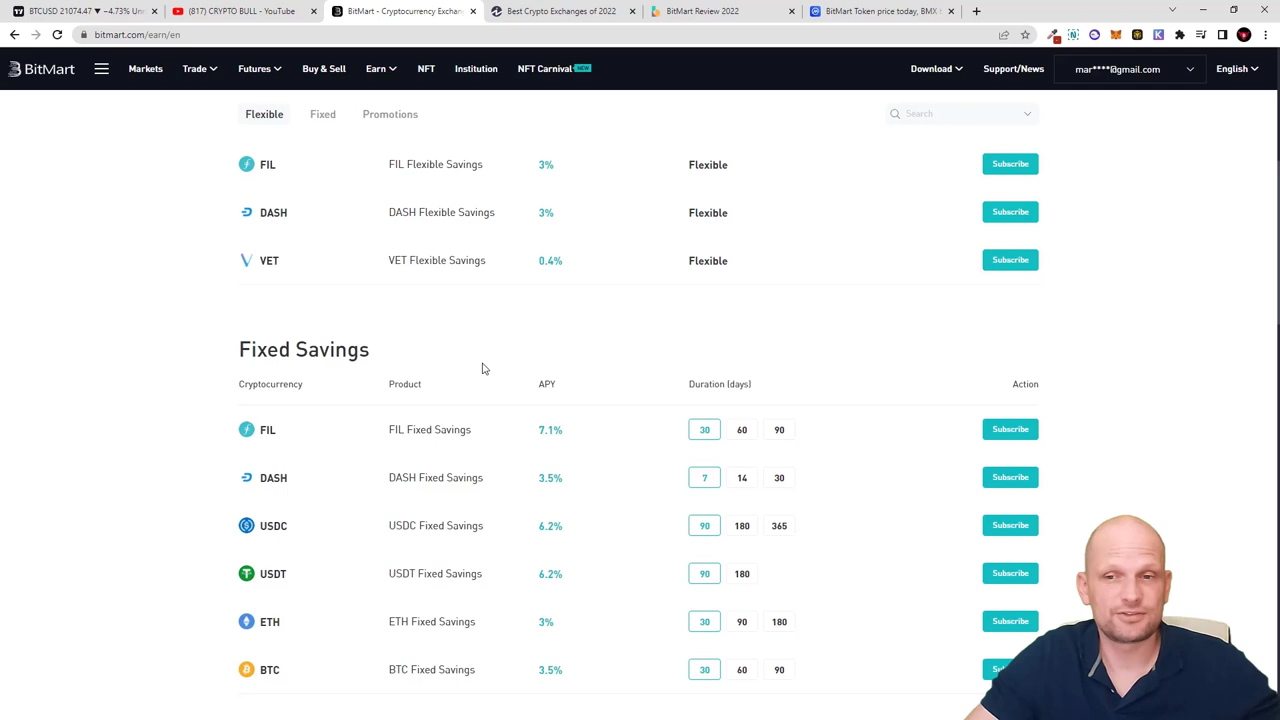 BTCUSD 21074.47 ▼ −4.73% Un
(817) CRYPTO BULL - YouTube
BitMart - Cryptocurrency Exchan
Best Crypto Exchanges of 2022
BitMart Review 2022
BitMart Token price today, BMX t
bitmart.com/earn/en
BitMart
Markets
Trade
Futures
Buy & Sell
Earn
NFT
Institution
NFT Carnival NEW
Download
Support/News
mar****@gmail.com
English
Flexible
Fixed
Promotions
Search
FIL FIL Flexible Savings 3% Flexible Subscribe
DASH DASH Flexible Savings 3% Flexible Subscribe
VET VET Flexible Savings 0.4% Flexible Subscribe
Fixed Savings
Cryptocurrency Product APY Duration (days) Action
FIL FIL Fixed Savings 7.1% 30 60 90 Subscribe
DASH DASH Fixed Savings 3.5% 7 14 30 Subscribe
USDC USDC Fixed Savings 6.2% 90 180 365 Subscribe
USDT USDT Fixed Savings 6.2% 90 180 Subscribe
ETH ETH Fixed Savings 3% 30 90 180 Subscribe
BTC BTC Fixed Savings 3.5% 30 60 90